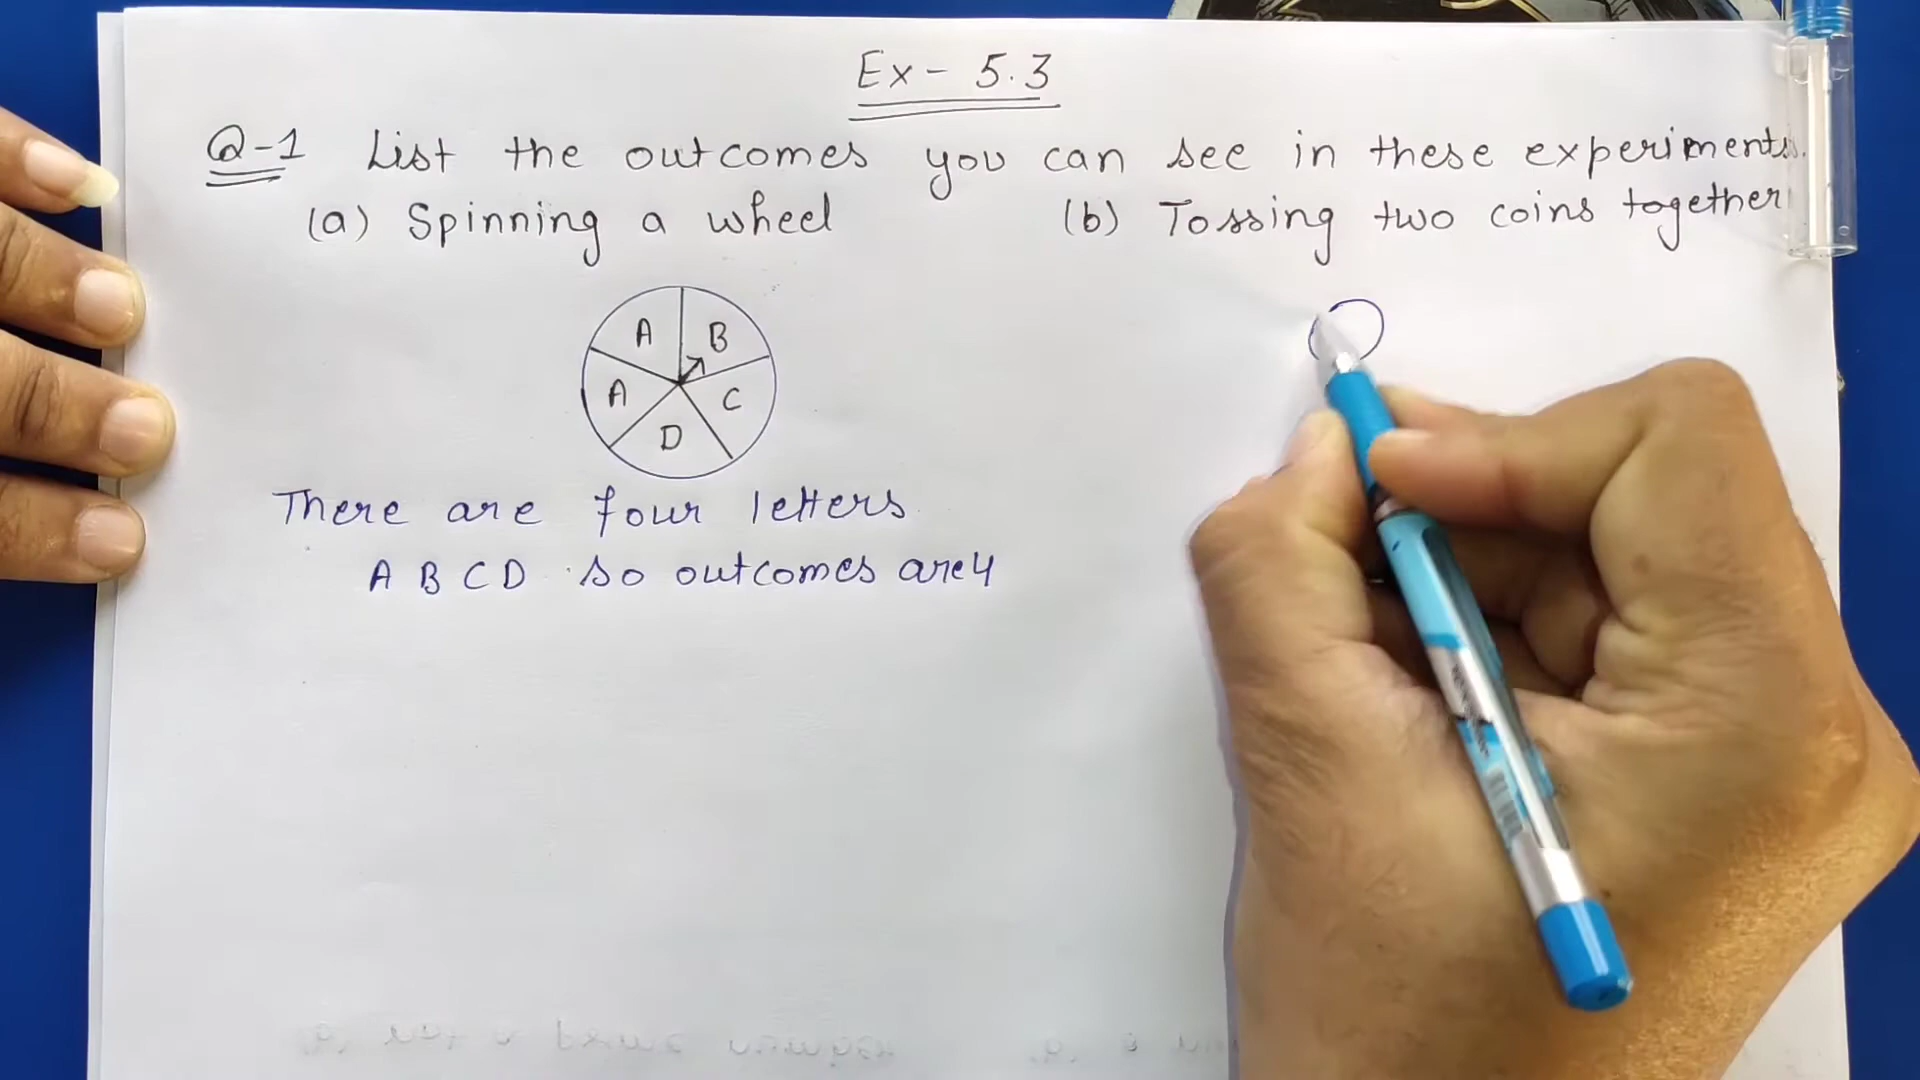 Ex - 5.3
Q-1 List the outcomes you can see in these experiments.
(a) Spinning a wheel (b) Tossing two coins together
A B
A C
D
There are four letters
A B C D so outcomes are 4